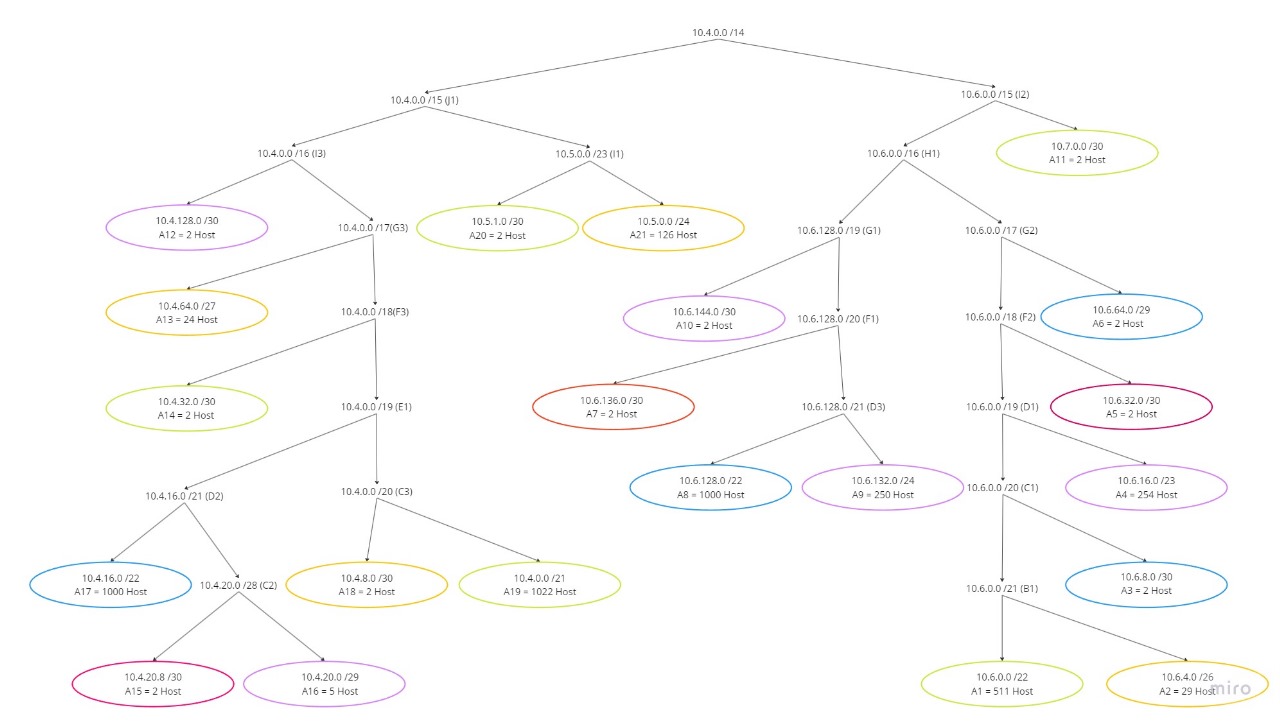 10.4.0.0 /14
10.4.0.0 /15 (J1)
10.6.0.0 /15 (I2)
10.4.0.0 /16 (I3)
10.5.0.0 /23 (I1)
10.6.0.0 /16 (H1)
10.7.0.0 /30
A11 = 2 Host
10.4.128.0 /30
A12 = 2 Host
10.4.0.0 /17(G3)
10.5.1.0 /30
A20 = 2 Host
10.5.0.0 /24
A21 = 126 Host
10.6.128.0 /19 (G1)
10.6.0.0 /17 (G2)
10.4.64.0 /27
A13 = 24 Host
10.4.0.0 /18(F3)
10.6.144.0 /30
A10 = 2 Host
10.6.128.0 /20 (F1)
10.6.0.0 /18 (F2)
10.6.64.0 /29
A6 = 2 Host
10.4.32.0 /30
A14 = 2 Host
10.4.0.0 /19 (E1)
10.6.136.0 /30
A7 = 2 Host
10.6.128.0 /21 (D3)
10.6.0.0 /19 (D1)
10.6.32.0 /30
A5 = 2 Host
10.4.16.0 /21 (D2)
10.4.0.0 /20 (C3)
10.6.128.0 /22
A8 = 1000 Host
10.6.132.0 /24
A9 = 250 Host
10.6.0.0 /20 (C1)
10.6.16.0 /23
A4 = 254 Host
10.4.16.0 /22
A17 = 1000 Host
10.4.20.0 /28 (C2)
10.4.8.0 /30
A18 = 2 Host
10.4.0.0 /21
A19 = 1022 Host
10.6.0.0 /21 (B1)
10.6.8.0 /30
A3 = 2 Host
10.4.20.8 /30
A15 = 2 Host
10.4.20.0 /29
A16 = 5 Host
10.6.0.0 /22
A1 = 511 Host
10.6.4.0 /26
A2 = 29 Host
miro